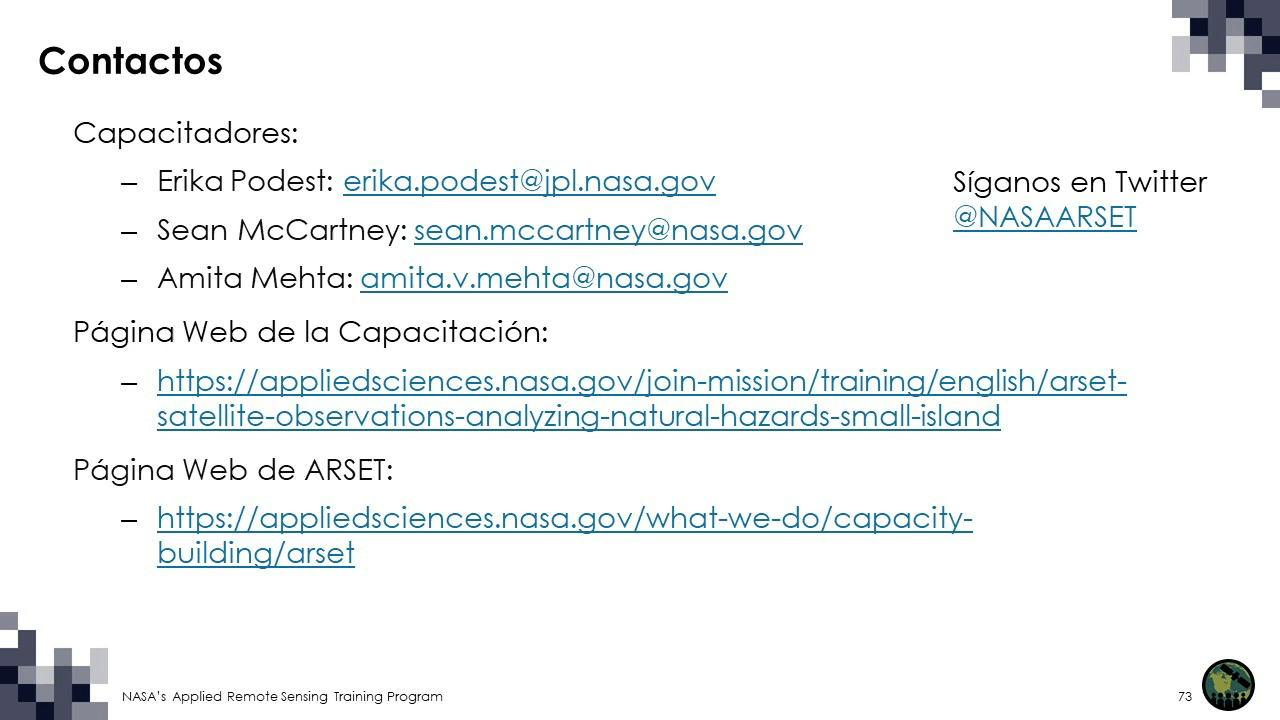 Contactos
Capacitadores:
– Erika Podest: erika.podest@jpl.nasa.gov
– Sean McCartney: sean.mccartney@nasa.gov
– Amita Mehta: amita.v.mehta@nasa.gov
Síganos en Twitter
@NASAARSET
Página Web de la Capacitación:
– https://appliedsciences.nasa.gov/join-mission/training/english/arset-
satellite-observations-analyzing-natural-hazards-small-island
Página Web de ARSET:
– https://appliedsciences.nasa.gov/what-we-do/capacity-
building/arset
NASA's Applied Remote Sensing Training Program
73